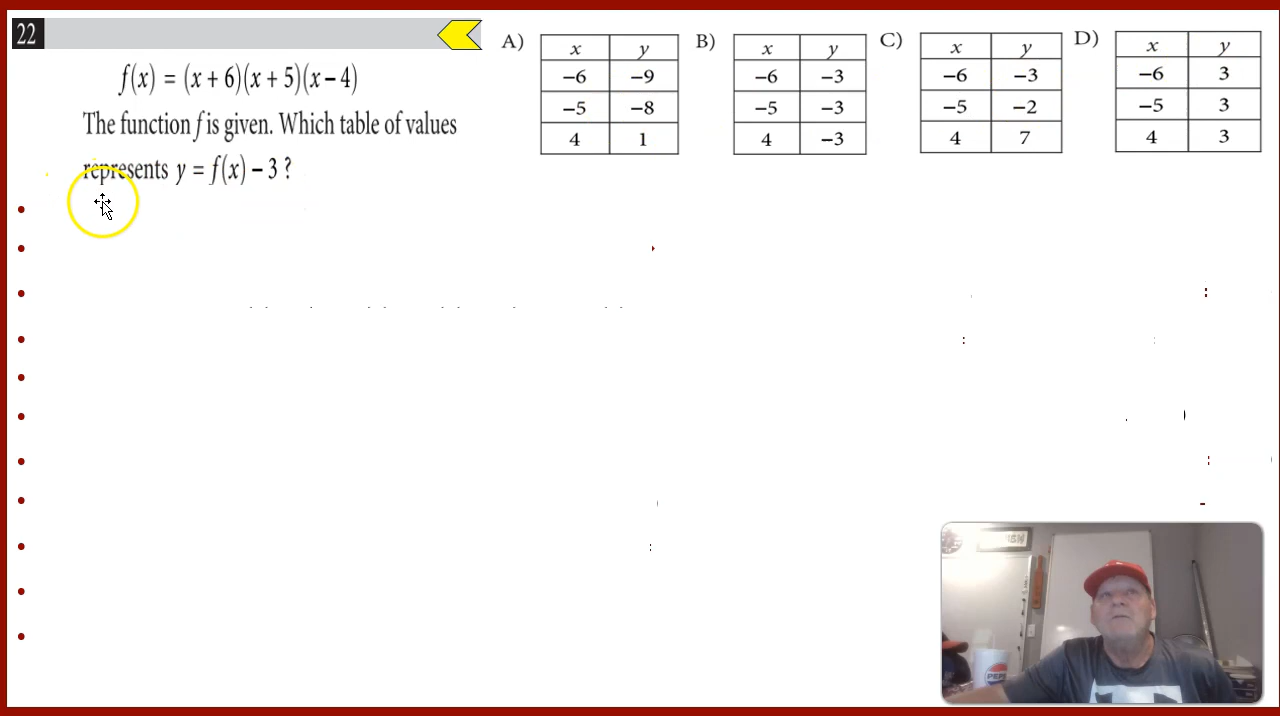 22
f(x) = (x + 6)(x + 5)(x – 4)
The function f is given. Which table of values
represents y = f(x) – 3 ?
A)
x y
–6 –9
–5 –8
4 1
B)
x y
–6 –3
–5 –3
4 –3
C)
x y
–6 –3
–5 –2
4 7
D)
x y
–6 3
–5 3
4 3